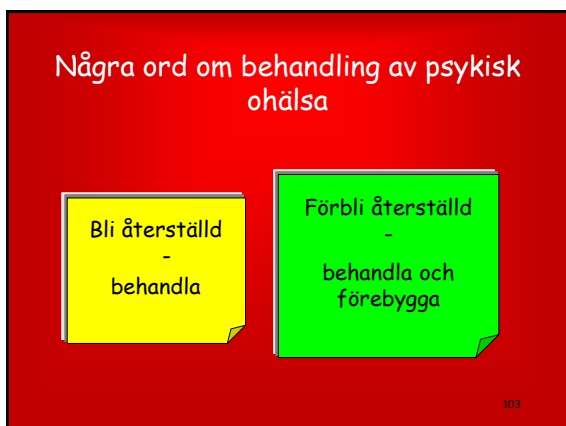 Några ord om behandling av psykisk
ohälsa
Bli återställd
-
behandla
Förbli återställd
-
behandla och
förebygga
103